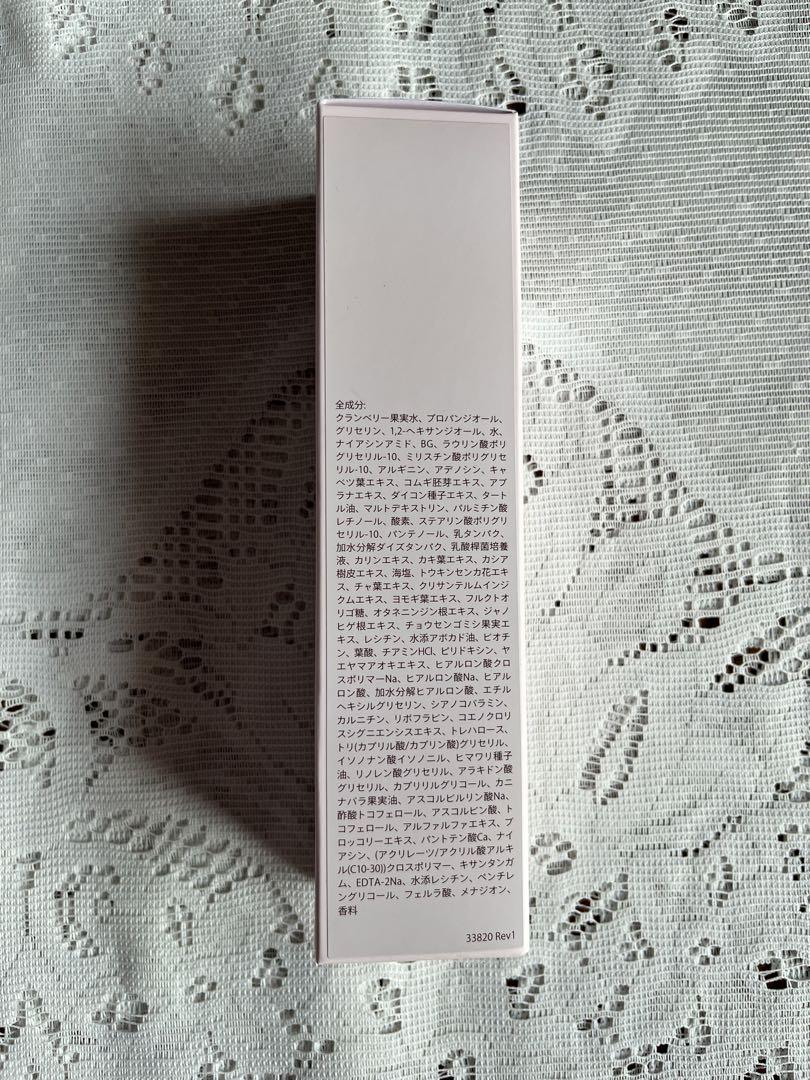 全成分:
クランベリー果実水、プロパンジオール、
グリセリン、1,2-ヘキサンジオール、水、
ナイアシンアミド、BG、ラウリン酸ポリ
グリセリル-10、ミリスチン酸ポリグリセ
リル-10、アルギニン、アデノシン、キャ
ベツ葉エキス、コムギ胚芽エキス、アブ
ラナエキス、ダイコン種子エキス、タート
ル油、マルトデキストリン、パルミチン酸
レチノール、酸素、ステアリン酸ポリグリ
セリル-10、パンテノール、乳タンパク、
加水分解ダイズタンパク、乳酸桿菌培養
液、カリンエキス、カキ葉エキス、カシア
樹皮エキス、海塩、トウキンセンカ花エキ
ス、チャ葉エキス、クリサンテルムインジ
クムエキス、ヨモギ葉エキス、フルクトオ
リゴ糖、オタネニンジン根エキス、ジャノ
ヒゲ根エキス、チョウセンゴミシ果実エ
キス、レシチン、水添アボカド油、ビオチ
ン、葉酸、チアミンHCl、ピリドキシン、ヤ
エヤマアオキエキス、ヒアルロン酸クロ
スポリマーNa、ヒアルロン酸Na、ヒアル
ロン酸、加水分解ヒアルロン酸、エチル
ヘキシルグリセリン、シアノコバラミン、
カルニチン、リボフラビン、コエノクロリ
スシグニエンシスエキス、トレハロース、
トリ(カプリル酸/カプリン酸)グリセリル、
イソノナン酸イソノニル、ヒマワリ種子
油、リノレン酸グリセリル、アラキドン酸
グリセリル、カプリリルグリコール、カニ
ナバラ果実油、アスコルビルリン酸Na、
酢酸トコフェロール、アスコルビン酸、ト
コフェロール、アルファルファエキス、ブ
ロッコリーエキス、パントテン酸Ca、ナイ
アシン、(アクリレーツ/アクリル酸アルキ
ル(C10-30))クロスポリマー、キサンタンガ
ム、EDTA-2Na、水添レシチン、ペンチレ
ングリコール、フェルラ酸、メナジオン、
香料
33820 Rev1